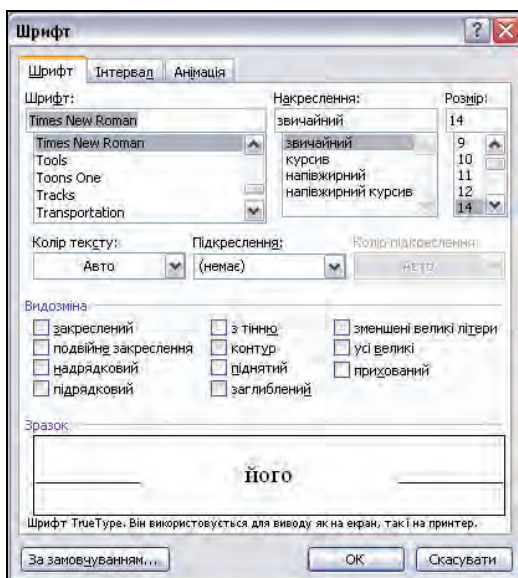 Шрифт
Шрифт Інтервал Анімація
Шрифт: Накреслення: Розмір:
Times New Roman звичайний 14
Times New Roman звичайний 9
Tools курсив 10
Toons One напівжирний 11
Tracks напівжирний курсив 12
Transportation 14
Колір тексту: Підкреслення: Колір підкреслення:
Авто (немає) Авто
Видозміна
закреслений з тінню зменшені великі літери
подвійне закреслення контур усі великі
надрядковий піднятий прихований
підрядковий заглиблений
Зразок
його
Шрифт TrueType. Він використовується для виводу як на екран, так і на принтер.
За замовчуванням... ОК Скасувати